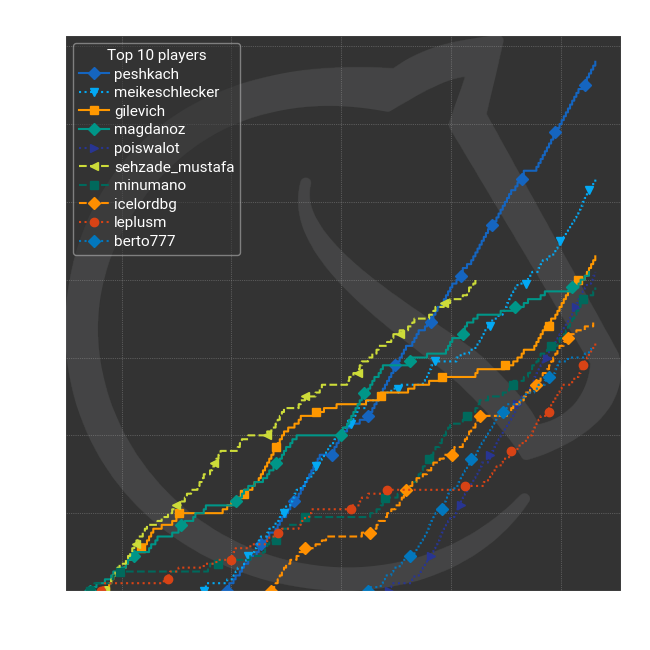 Top 10 players
peshkach
meikeschlecker
gilevich
magdanoz
poiswalot
sehzade_mustafa
minumano
icelordbg
leplusm
berto777